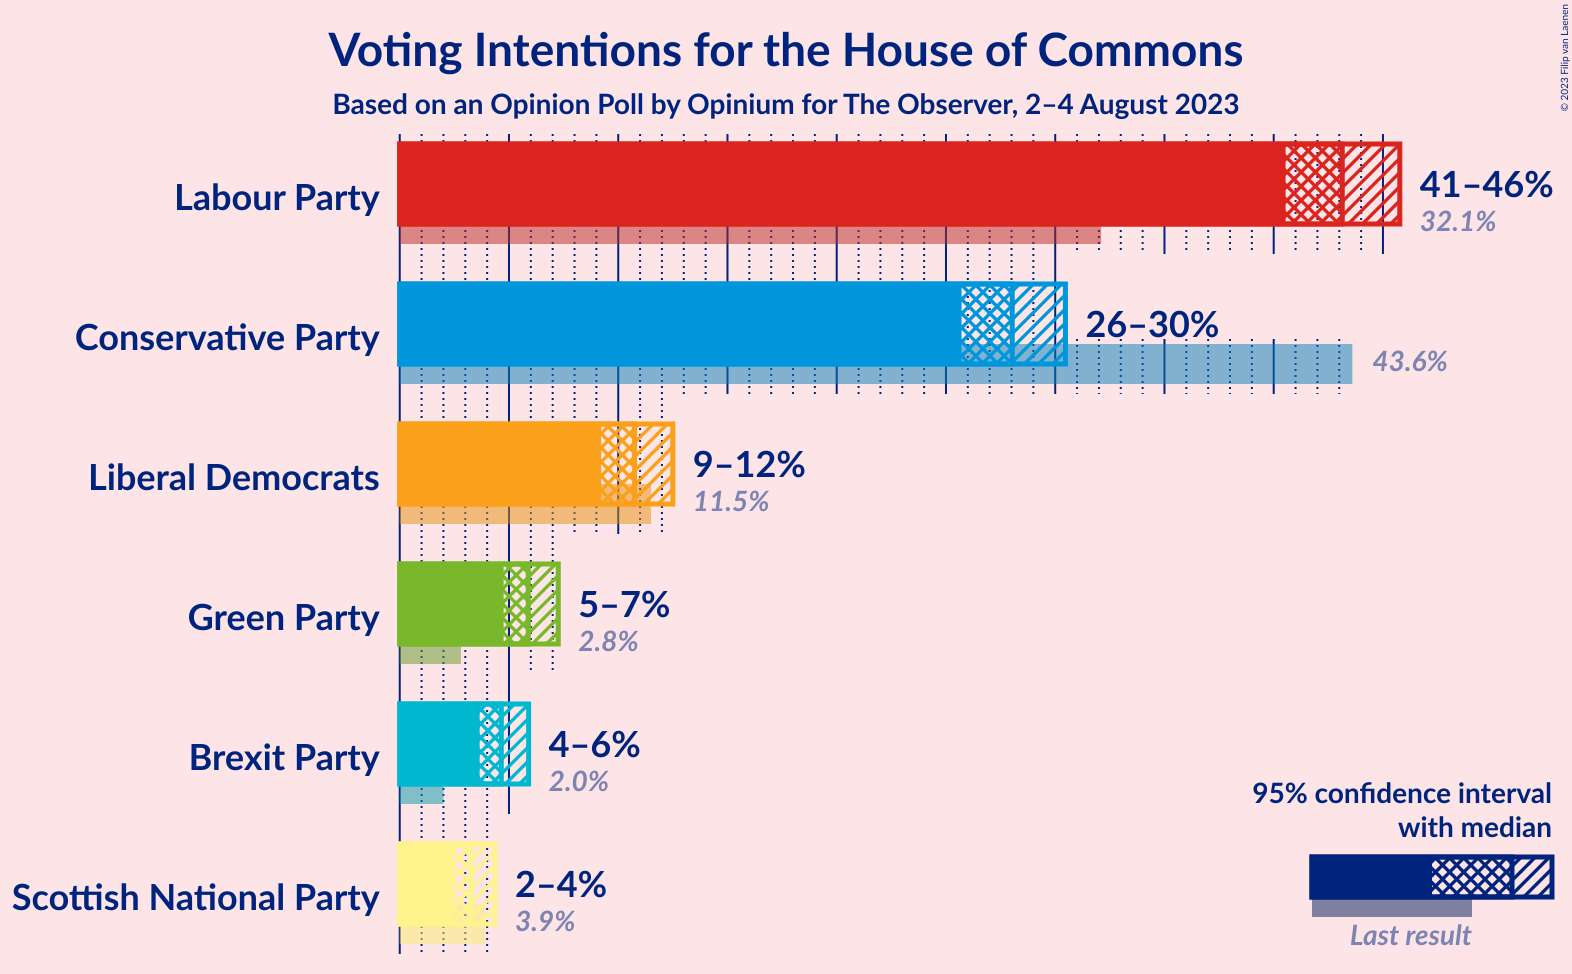 Voting Intentions for the House of Commons
Based on an Opinion Poll by Opinium for The Observer, 2–4 August 2023
© 2023 Filip van Laenen
Labour Party
41–46%
32.1%
Conservative Party
26–30%
43.6%
Liberal Democrats
9–12%
11.5%
Green Party
5–7%
2.8%
Brexit Party
4–6%
2.0%
Scottish National Party
2–4%
3.9%
95% confidence interval
with median
Last result